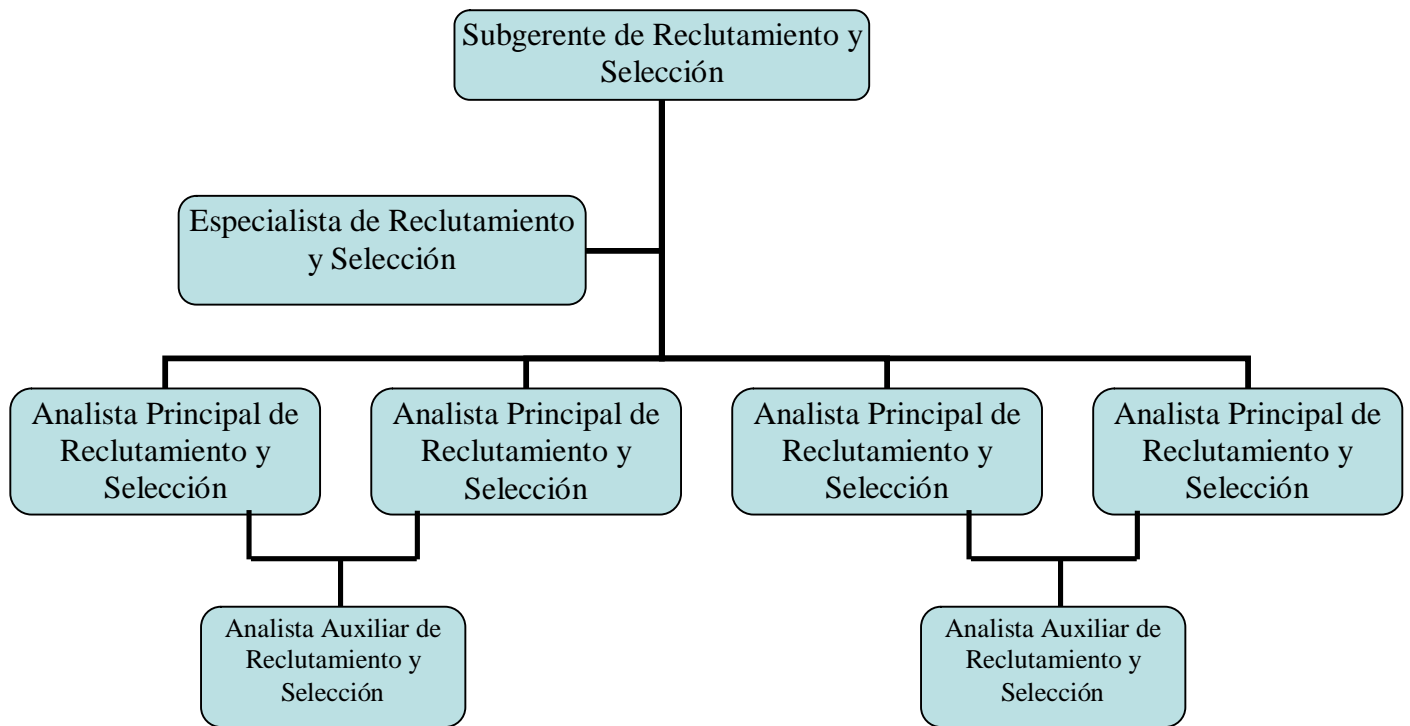 Subgerente de Reclutamiento y
Selección
Especialista de Reclutamiento
y Selección
Analista Principal de
Reclutamiento y
Selección
Analista Principal de
Reclutamiento y
Selección
Analista Principal de
Reclutamiento y
Selección
Analista Principal de
Reclutamiento y
Selección
Analista Auxiliar de
Reclutamiento y
Selección
Analista Auxiliar de
Reclutamiento y
Selección